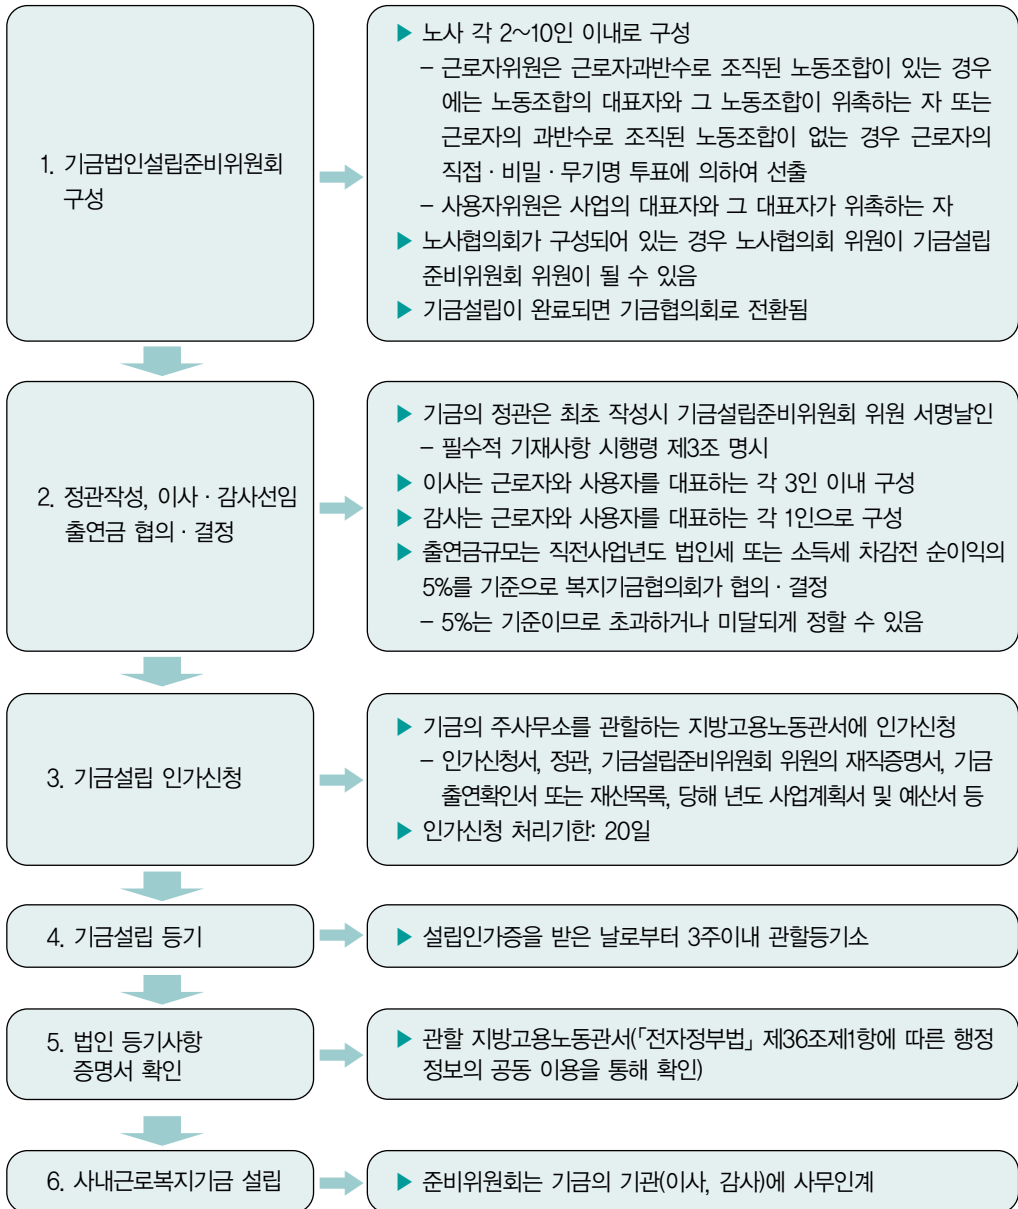 1. 기금법인설립준비위원회
구성
▶ 노사 각 2~10인 이내로 구성
– 근로자위원은 근로자과반수로 조직된 노동조합이 있는 경우
에는 노동조합의 대표자와 그 노동조합이 위촉하는 자 또는
근로자의 과반수로 조직된 노동조합이 없는 경우 근로자의
직접·비밀·무기명 투표에 의하여 선출
– 사용자위원은 사업의 대표자와 그 대표자가 위촉하는 자
▶ 노사협의회가 구성되어 있는 경우 노사협의회 위원이 기금설립
준비위원회 위원이 될 수 있음
▶ 기금설립이 완료되면 기금협의회로 전환됨
2. 정관작성, 이사·감사선임
출연금 협의·결정
▶ 기금의 정관은 최초 작성시 기금설립준비위원회 위원 서명날인
– 필수적 기재사항 시행령 제3조 명시
▶ 이사는 근로자와 사용자를 대표하는 각 3인 이내 구성
▶ 감사는 근로자와 사용자를 대표하는 각 1인으로 구성
▶ 출연금규모는 직전사업년도 법인세 또는 소득세 차감전 순이익의
5%를 기준으로 복지기금협의회가 협의·결정
– 5%는 기준이므로 초과하거나 미달되게 정할 수 있음
3. 기금설립 인가신청
▶ 기금의 주사무소를 관할하는 지방고용노동관서에 인가신청
– 인가신청서, 정관, 기금설립준비위원회 위원의 재직증명서, 기금
출연확인서 또는 재산목록, 당해 년도 사업계획서 및 예산서 등
▶ 인가신청 처리기한: 20일
4. 기금설립 등기
▶ 설립인가증을 받은 날로부터 3주이내 관할등기소
5. 법인 등기사항
증명서 확인
▶ 관할 지방고용노동관서(「전자정부법」 제36조제1항에 따른 행정
정보의 공동 이용을 통해 확인)
6. 사내근로복지기금 설립
▶ 준비위원회는 기금의 기관(이사, 감사)에 사무인계